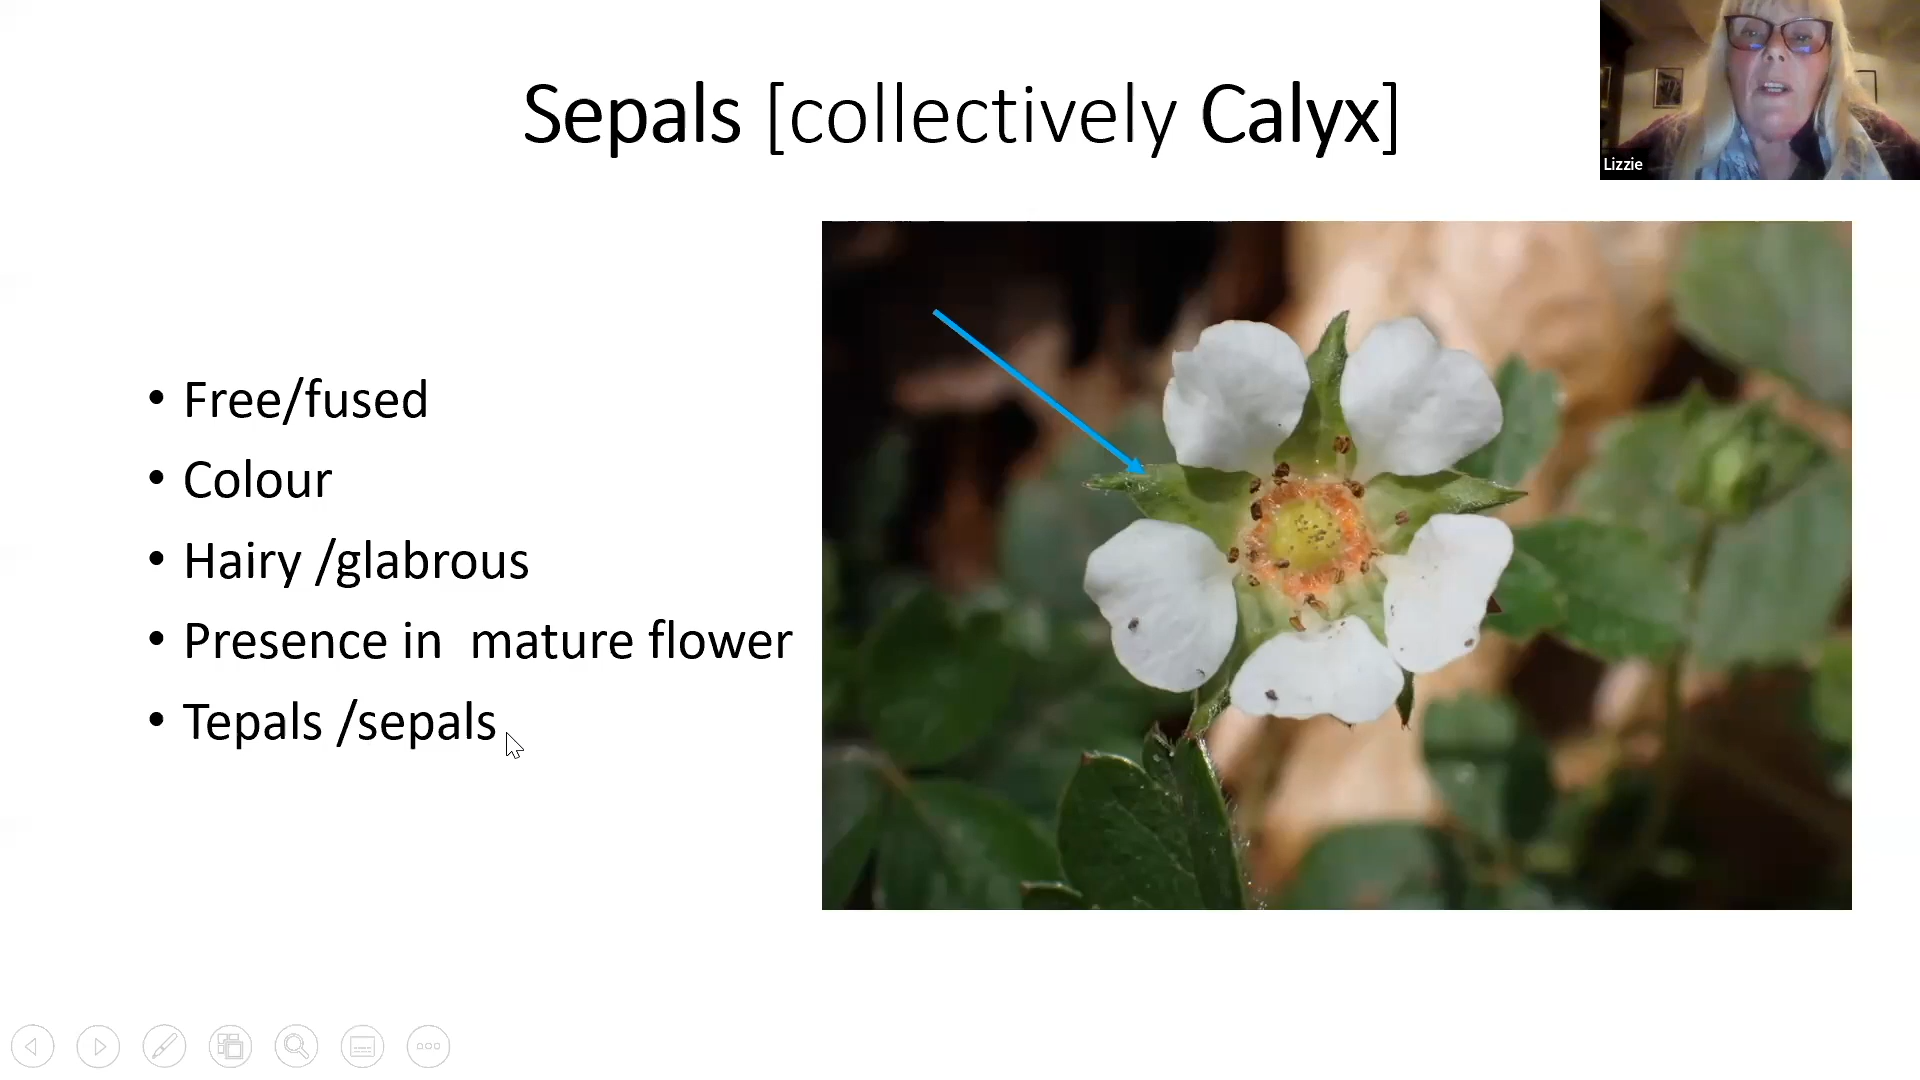 Sepals [collectively Calyx]
Lizzie
• Free/fused
• Colour
• Hairy /glabrous
• Presence in  mature flower
• Tepals /sepals